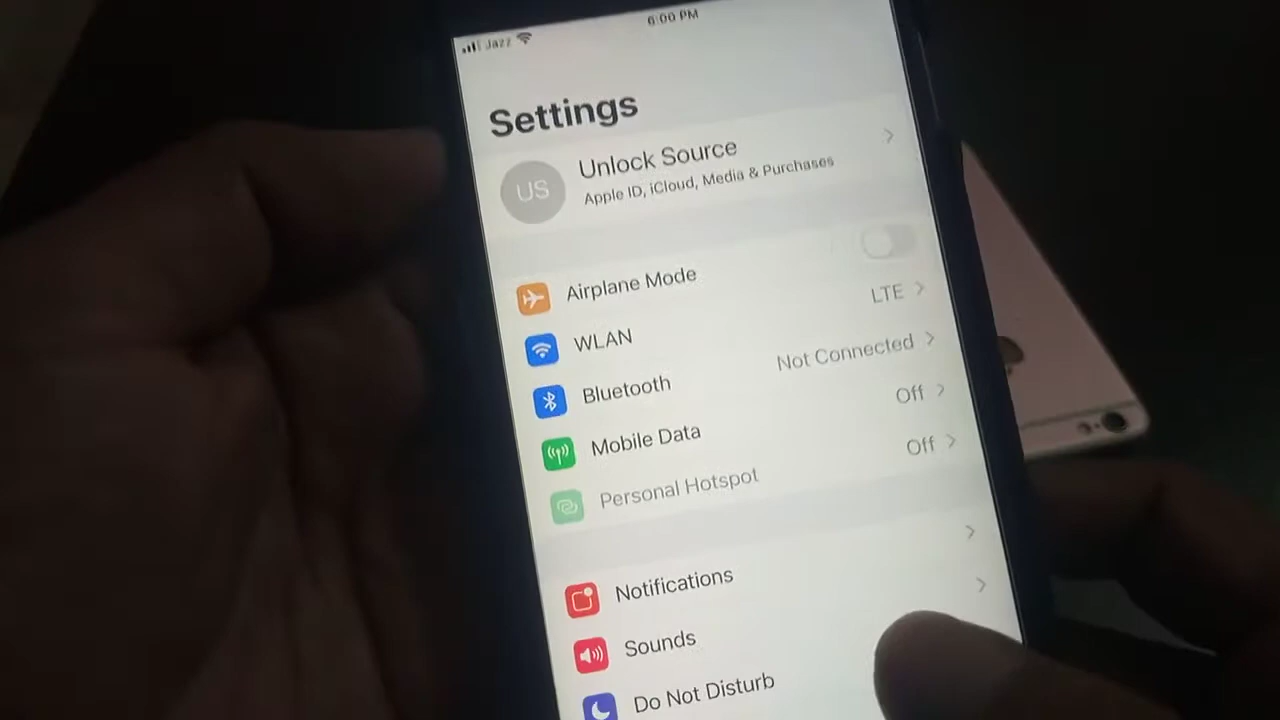 6:00 PM
Jazz
Settings
US
Unlock Source
Apple ID, iCloud, Media & Purchases
Airplane Mode
WLAN LTE
Bluetooth Not Connected
Mobile Data Off
Personal Hotspot Off
Notifications
Sounds
Do Not Disturb